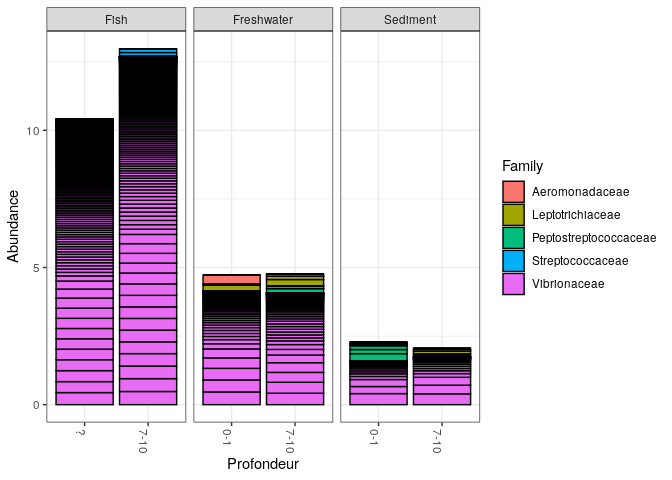 Fish Freshwater Sediment
10
5
0
Abundance
? 7-10 0-1 7-10 0-1 7-10
Profondeur
Family
Aeromonadaceae
Leptotrichiaceae
Peptostreptococcaceae
Streptococcaceae
Vibrionaceae